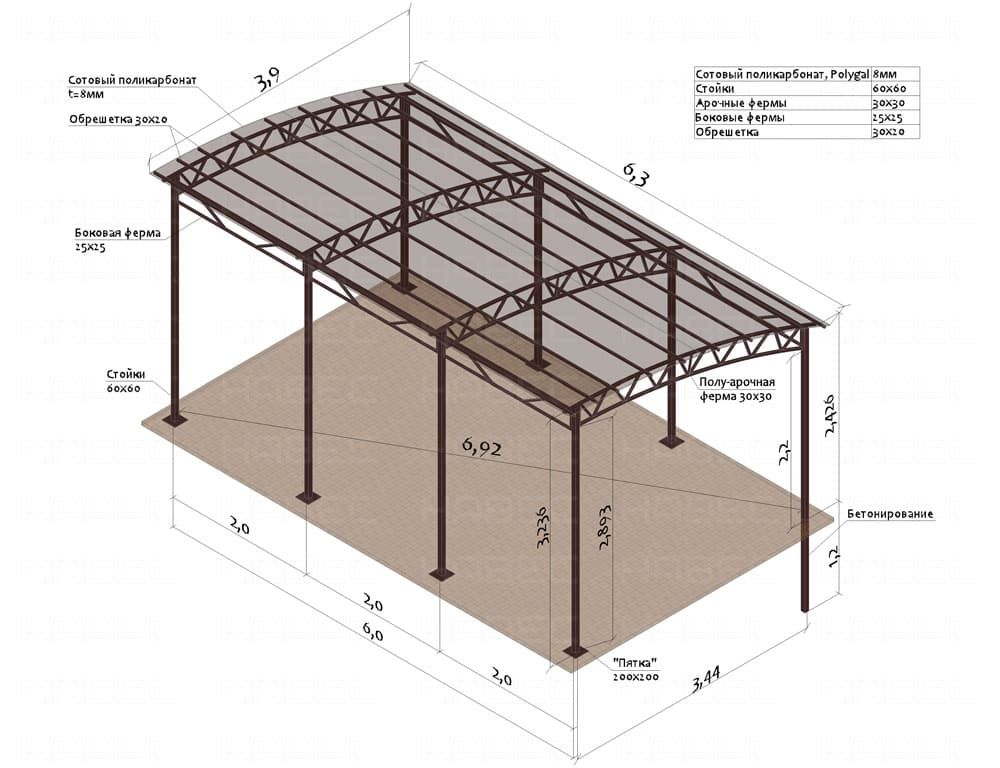 3,9
Сотовый поликарбонат
t=8мм
Обрешетка 30х20
Сотовый поликарбонат, Polygal 8мм
Стойки 60х60
Арочные фермы 30х30
Боковые фермы 25х25
Обрешетка 30х20
6,3
Боковая ферма
25х25
Стойки
60х60
Полу-арочная
ферма 30х30
2,426
2,2
6,92
3,236
2,893
Бетонирование
1,2
2,0
2,0
6,0
2,0
"Пятка"
200х200
3,44